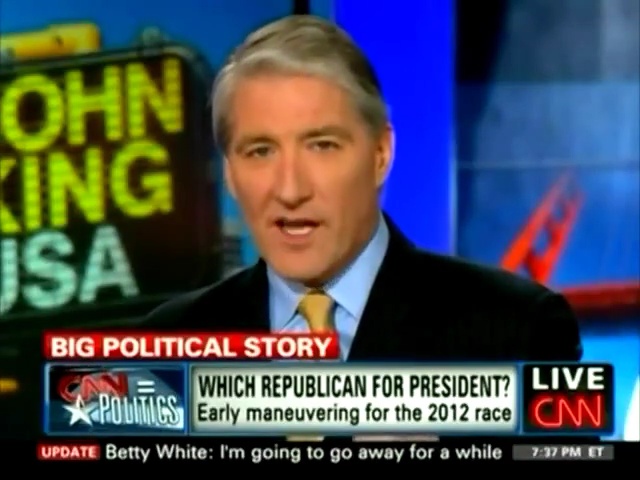 OHN
KING
USA
BIG POLITICAL STORY
CNN = POLITICS
WHICH REPUBLICAN FOR PRESIDENT?
Early maneuvering for the 2012 race
LIVE
CNN
UPDATE Betty White: I'm going to go away for a while 7:37 PM ET